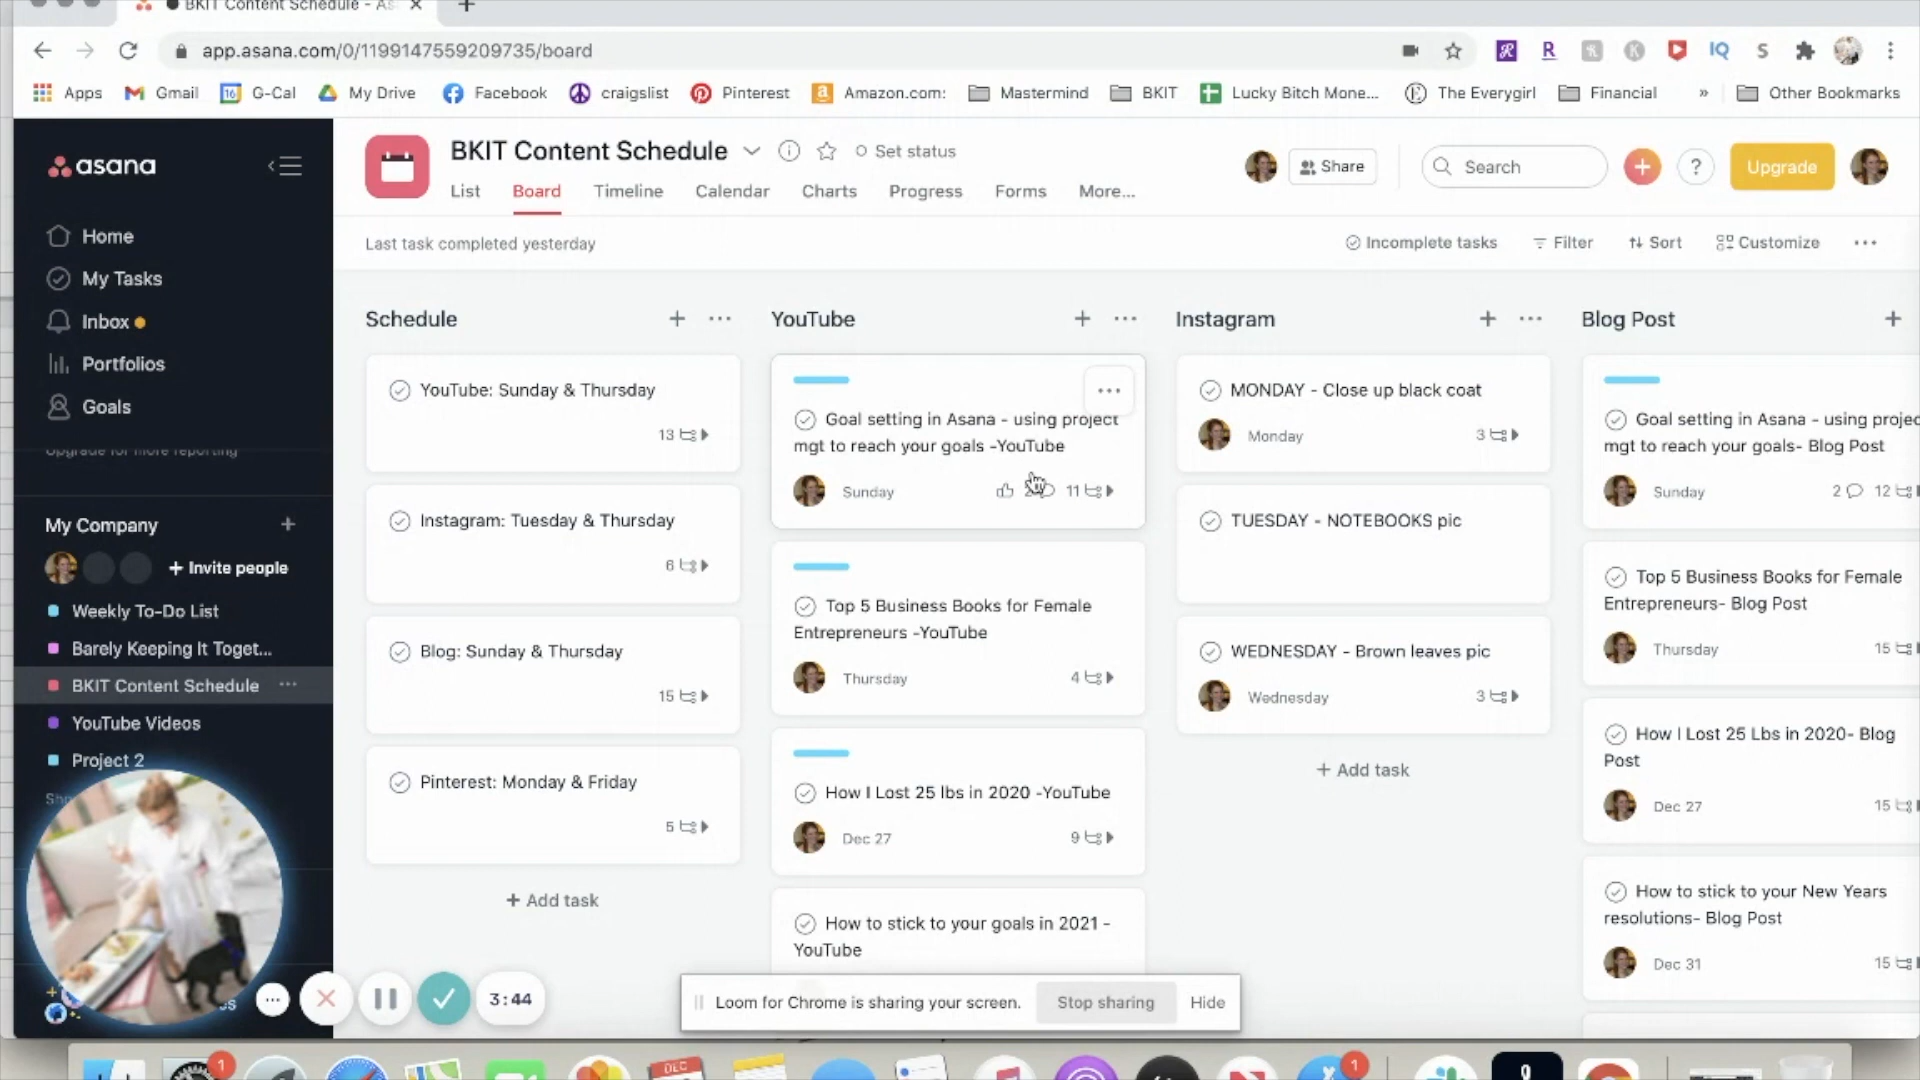 BKIT Content Schedule - As
app.asana.com/0/1199147559209735/board
Apps
Gmail
G-Cal
My Drive
Facebook
craigslist
Pinterest
Amazon.com:
Mastermind
BKIT
Lucky Bitch Mone...
The Everygirl
Financial
»
Other Bookmarks
asana
Home
My Tasks
Inbox
Portfolios
Goals
Upgrade for more reporting
My Company
+ Invite people
Weekly To-Do List
Barely Keeping It Toget...
BKIT Content Schedule
YouTube Videos
Project 2
BKIT Content Schedule
Set status
Share
Search
?
Upgrade
List
Board
Timeline
Calendar
Charts
Progress
Forms
More...
Last task completed yesterday
Incomplete tasks
Filter
Sort
Customize
Schedule
YouTube: Sunday & Thursday
13
Instagram: Tuesday & Thursday
6
Blog: Sunday & Thursday
15
Pinterest: Monday & Friday
5
+ Add task
YouTube
Goal setting in Asana - using project
mgt to reach your goals -YouTube
Sunday
11
Top 5 Business Books for Female
Entrepreneurs -YouTube
Thursday
4
How I Lost 25 lbs in 2020 -YouTube
Dec 27
9
How to stick to your goals in 2021 -
YouTube
Instagram
MONDAY - Close up black coat
Monday
3
TUESDAY - NOTEBOOKS pic
WEDNESDAY - Brown leaves pic
Wednesday
3
+ Add task
Blog Post
Goal setting in Asana - using projec
mgt to reach your goals- Blog Post
Sunday
2
12
Top 5 Business Books for Female
Entrepreneurs- Blog Post
Thursday
15
How I Lost 25 Lbs in 2020- Blog
Post
Dec 27
15
How to stick to your New Years
resolutions- Blog Post
Dec 31
15
3:44
Loom for Chrome is sharing your screen.
Stop sharing
Hide
1
DEC
1